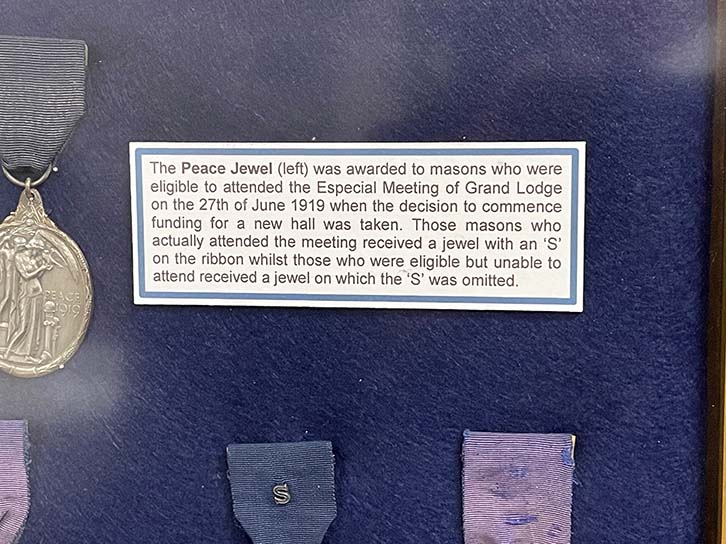 The Peace Jewel (left) was awarded to masons who were
eligible to attended the Especial Meeting of Grand Lodge
on the 27th of June 1919 when the decision to commence
funding for a new hall was taken. Those masons who
actually attended the meeting received a jewel with an ‘S’
on the ribbon whilst those who were eligible but unable to
attend received a jewel on which the ‘S’ was omitted.
PEACE
1919
S